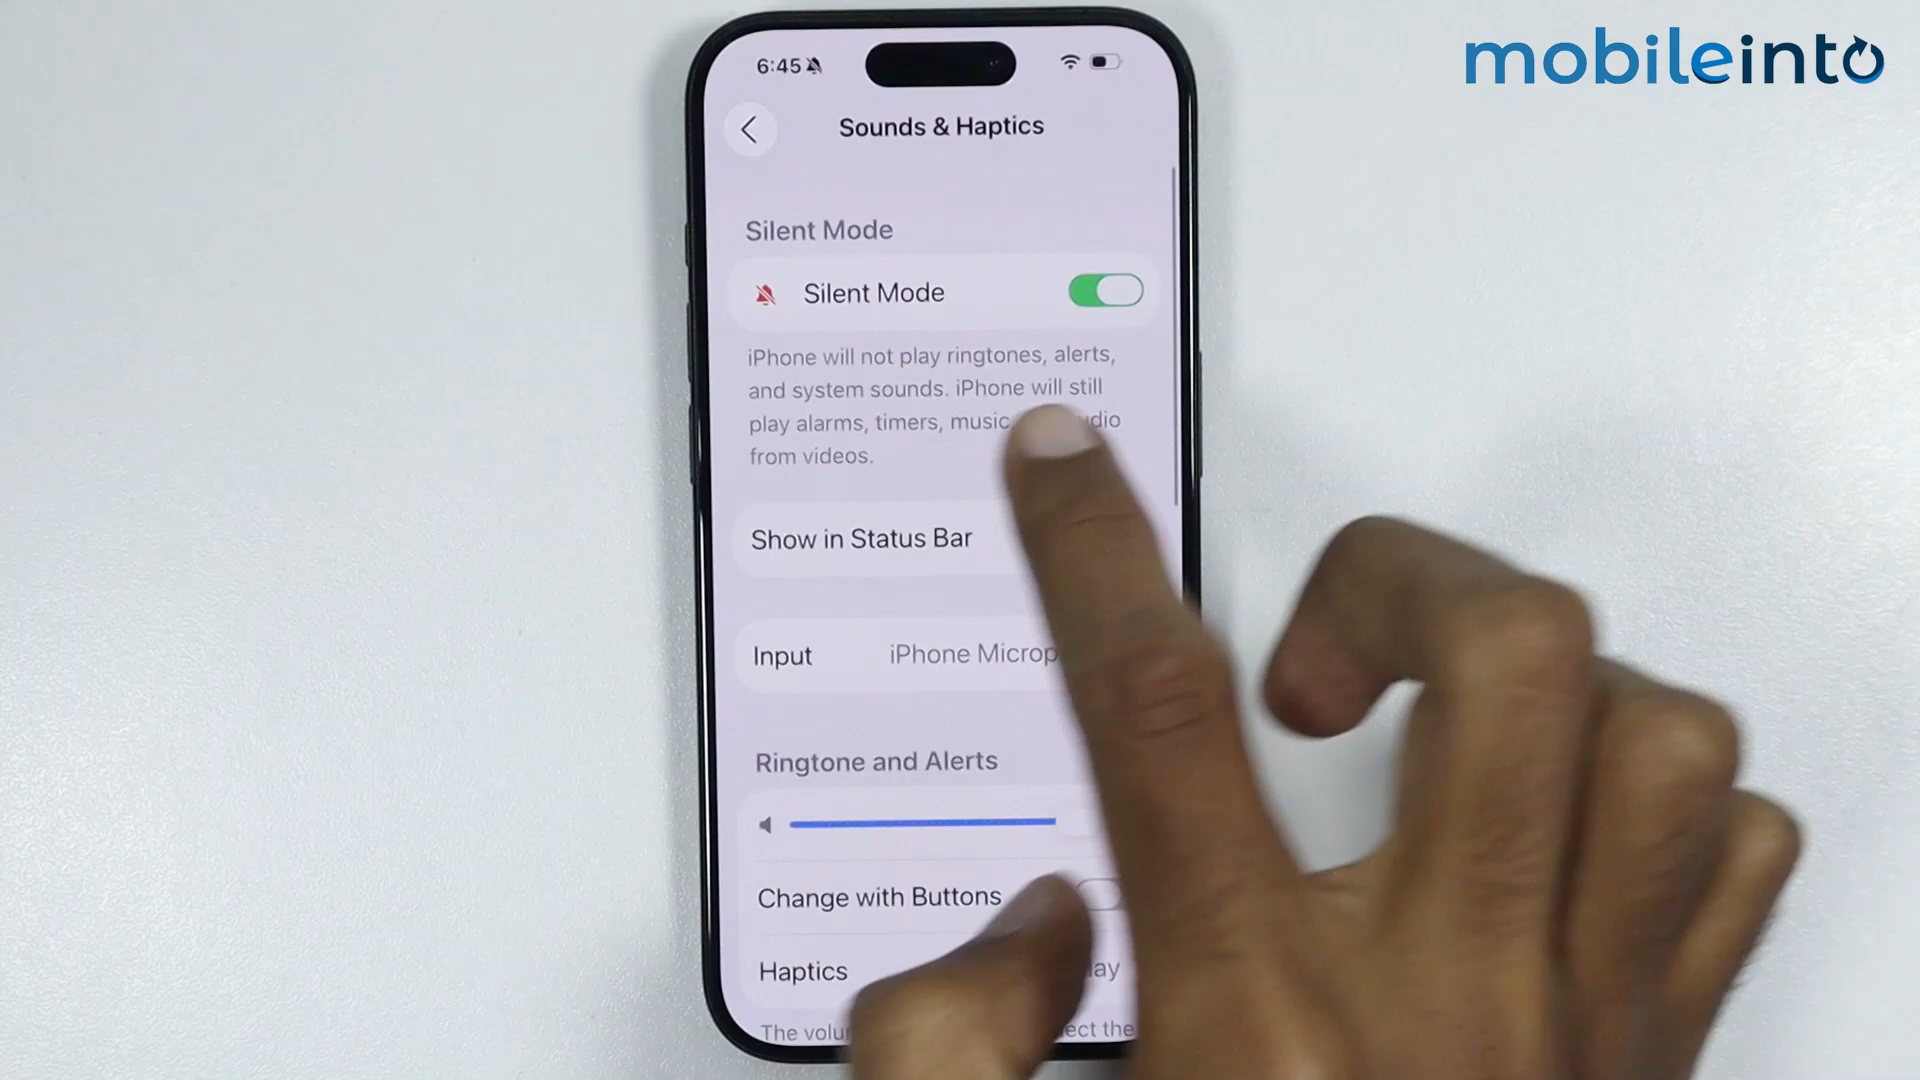 mobileinto
6:45
Sounds & Haptics
Silent Mode
Silent Mode
iPhone will not play ringtones, alerts,
and system sounds. iPhone will still
play alarms, timers, music,
from videos.
Show in Status Bar
Input iPhone
Ringtone and Alerts
Change with Buttons
Haptics
The